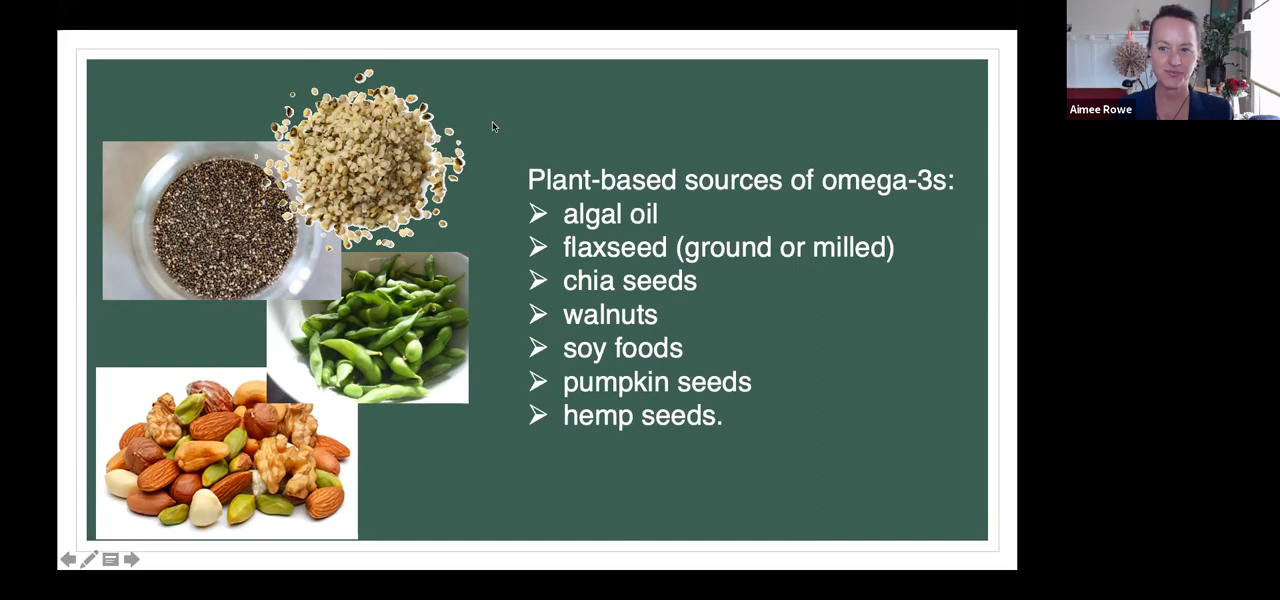 Plant-based sources of omega-3s:
➢ algal oil
➢ flaxseed (ground or milled)
➢ chia seeds
➢ walnuts
➢ soy foods
➢ pumpkin seeds
➢ hemp seeds.
Aimee Rowe